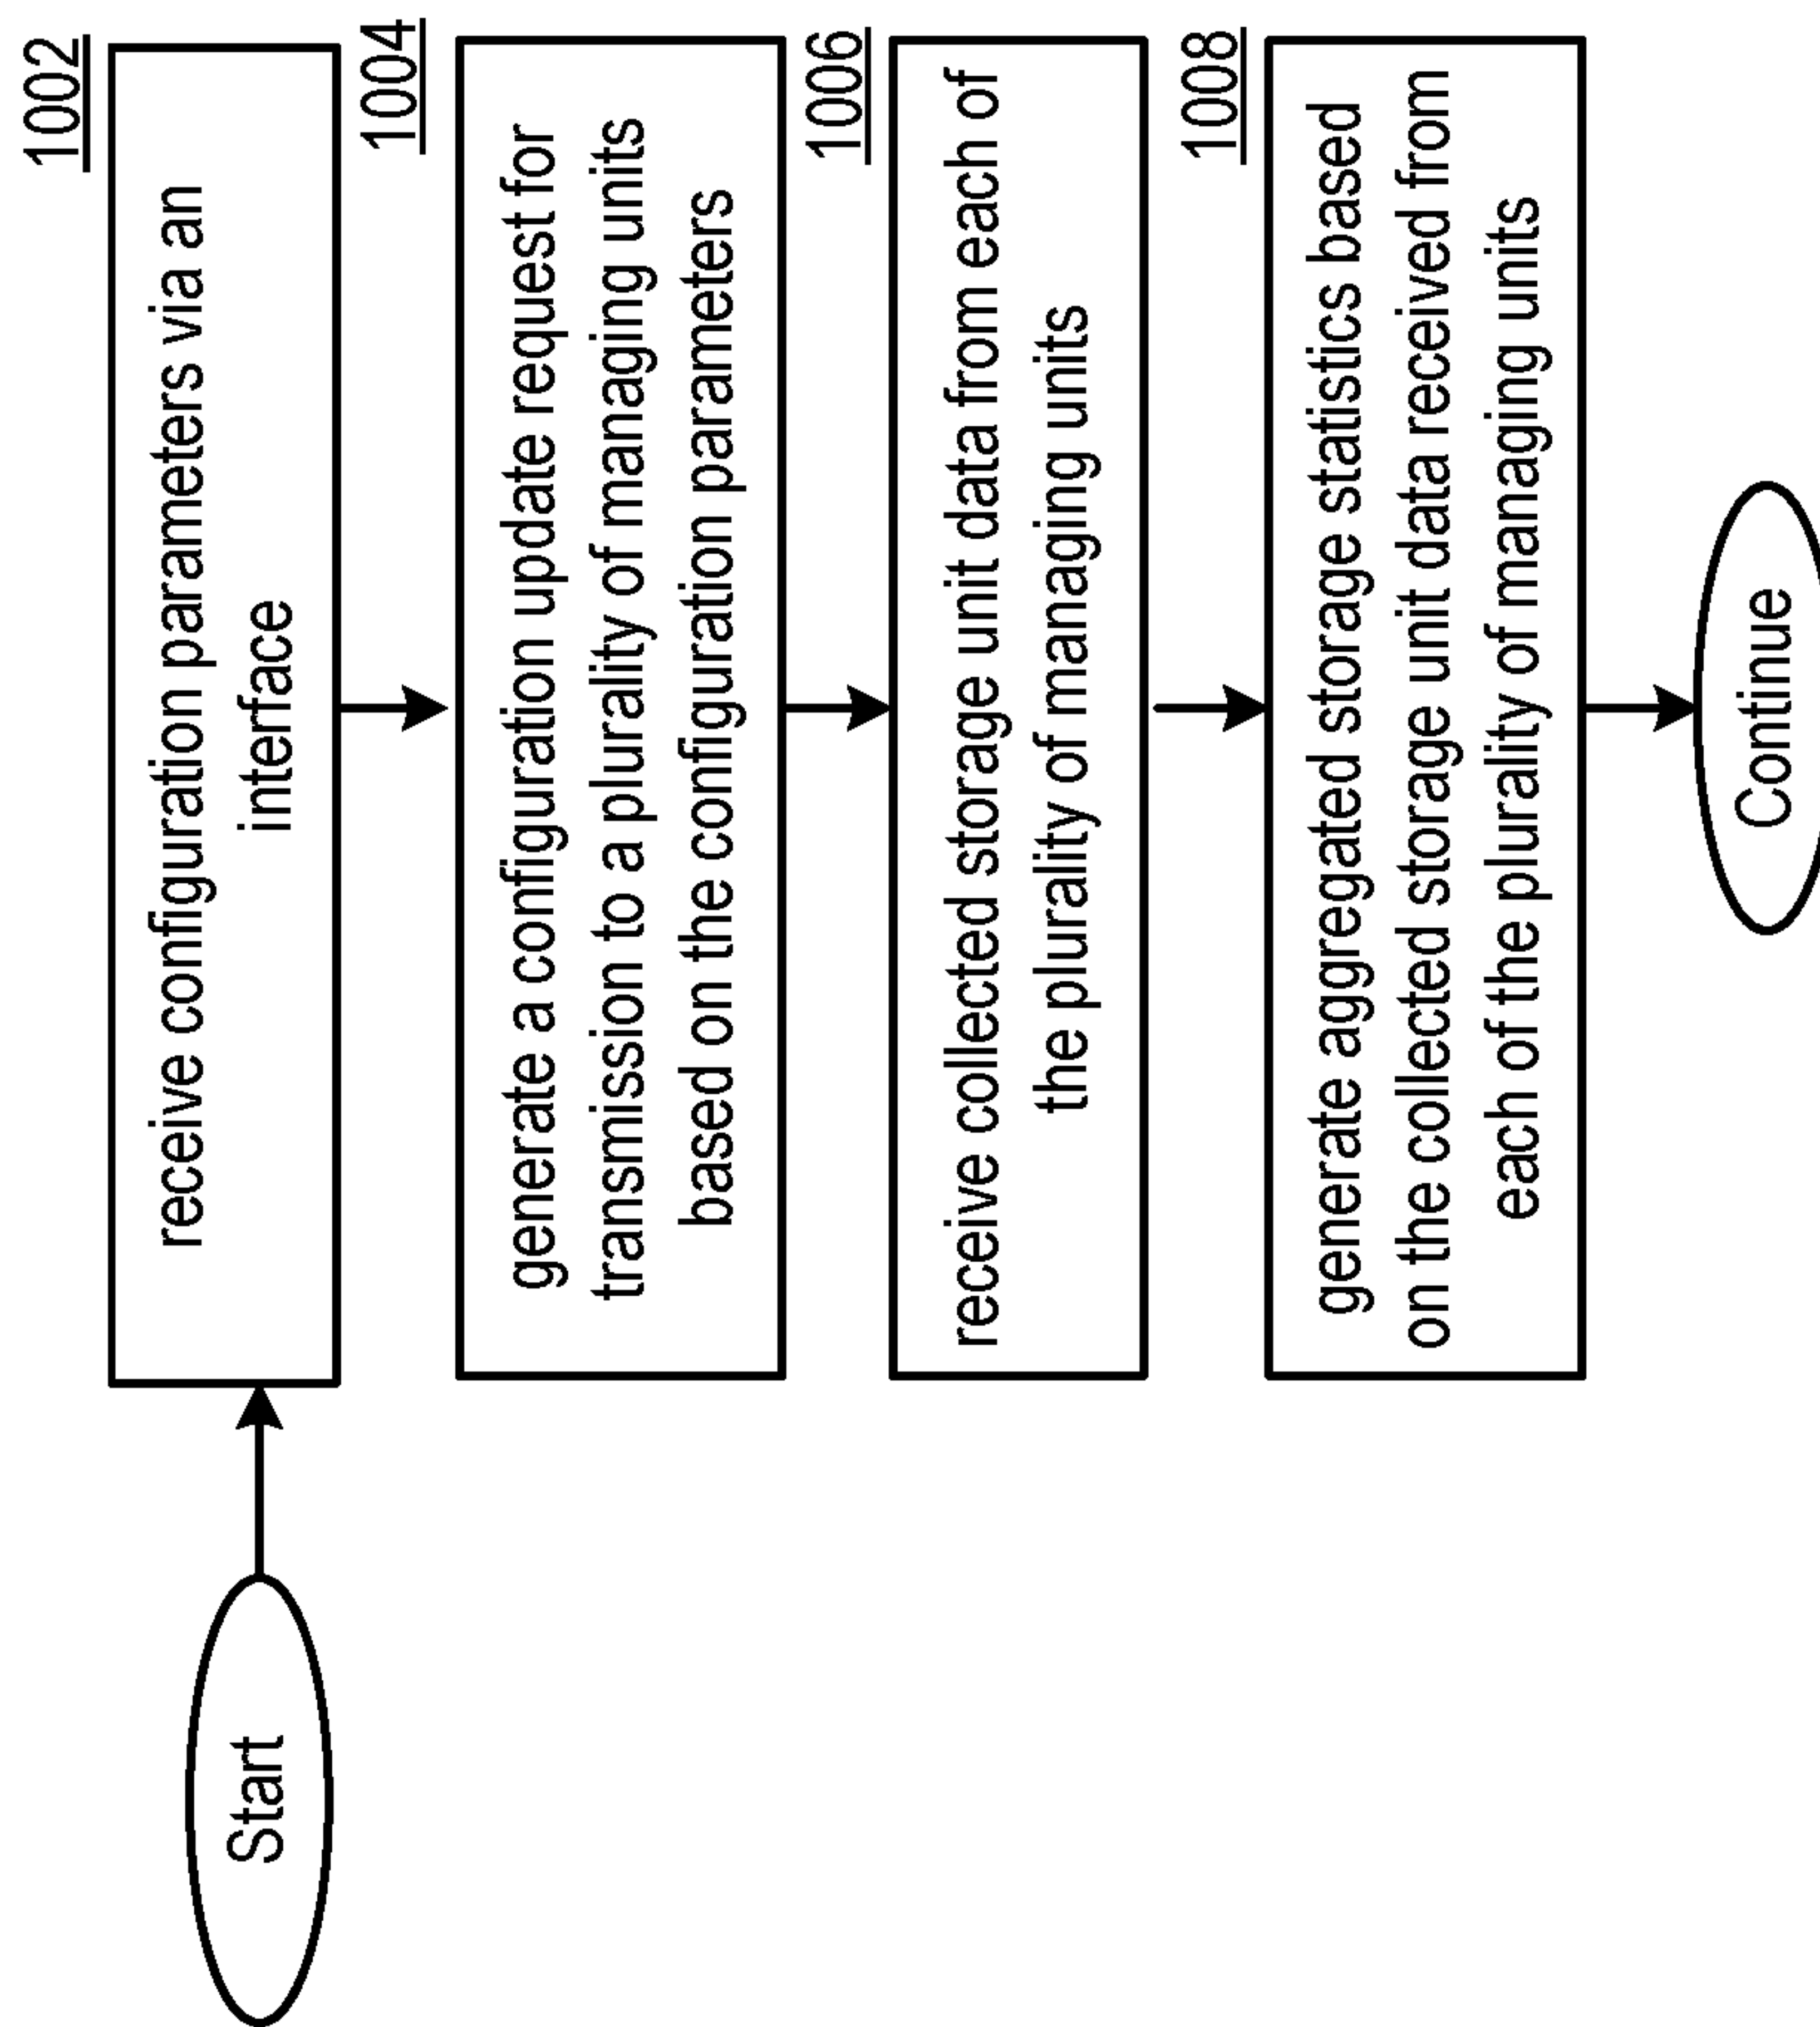 Start
1002
receive configuration parameters via an
interface
1004
generate a configuration update request for
transmission to a plurality of managing units
based on the configuration parameters
1006
receive collected storage unit data from each of
the plurality of managing units
1008
generate aggregated storage statistics based
on the collected storage unit data received from
each of the plurality of managing units
Continue